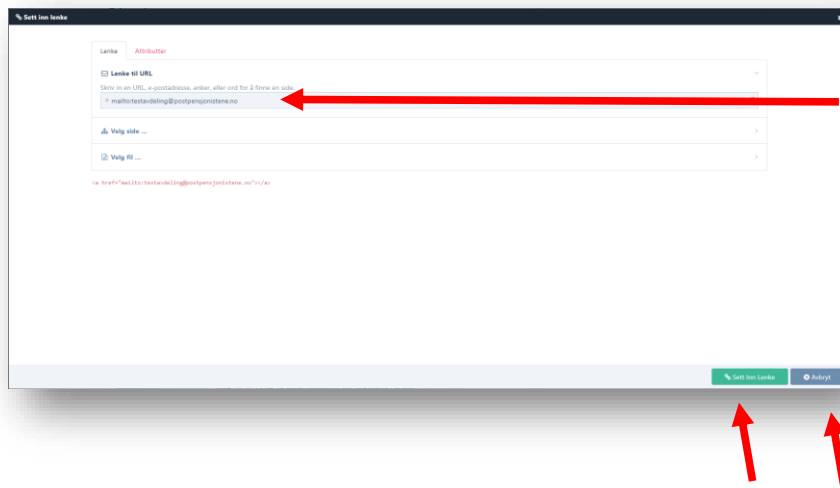 Sett inn lenke
Lenke
Attributter
Lenke til URL
Skriv in en URL, e-postadresse, anker, eller ord for å finne en side.
mailto:testavdeling@postpensjonistene.no
Velg side ...
Velg fil ...
<a href="mailto:testavdeling@postpensjonistene.no"></a>
Sett Inn Lenke
Avbryt